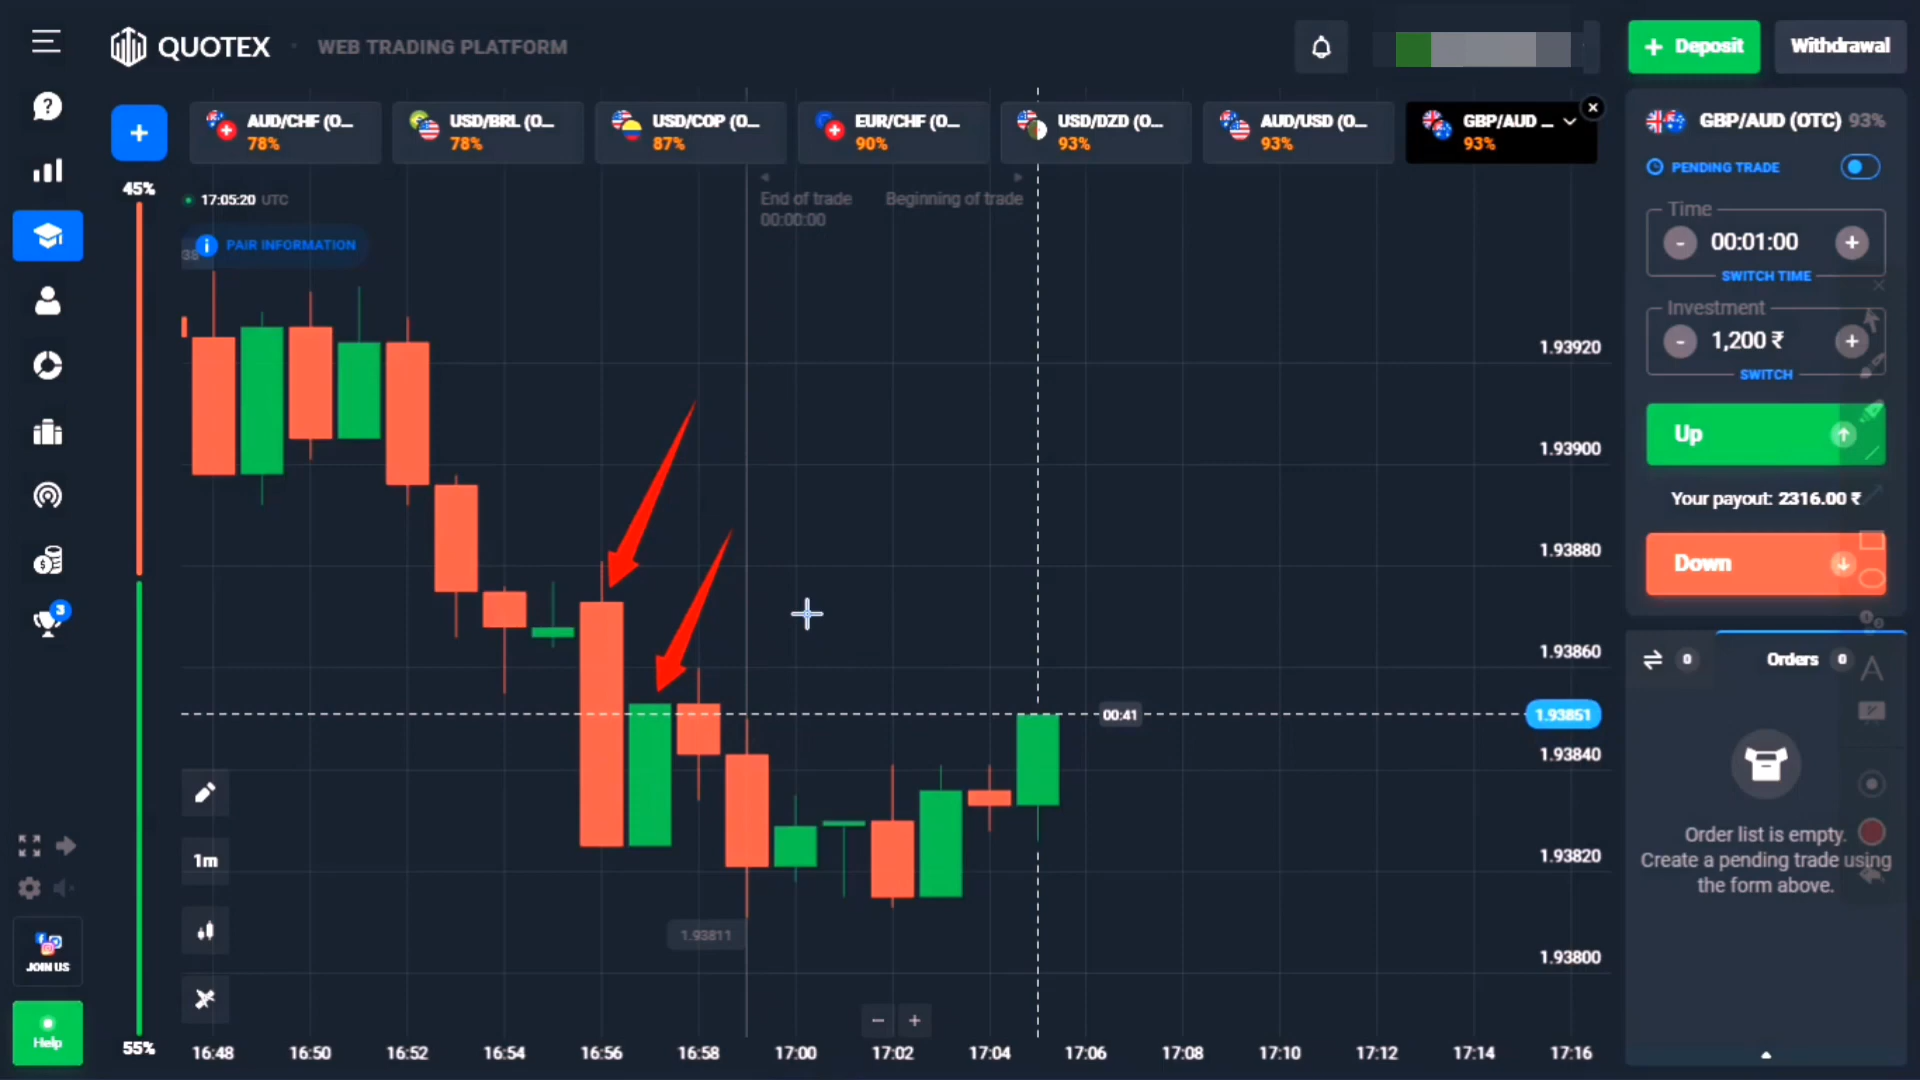 QUOTEX
WEB TRADING PLATFORM
Deposit
Withdrawal
AUD/CHF (O...
78%
USD/BRL (O...
78%
USD/COP (O...
87%
EUR/CHF (O...
90%
USD/DZD (O...
93%
AUD/USD (O...
93%
GBP/AUD ...
93%
GBP/AUD (OTC) 93%
PENDING TRADE
Time
- 00:01:00 +
SWITCH TIME
Investment
- 1,200 ₹ +
SWITCH
Up
Your payout: 2316.00 ₹
Down
0
Orders 0
Order list is empty.
Create a pending trade using
the form above.
45%
17:05:20 UTC
PAIR INFORMATION
End of trade
00:00:00
Beginning of trade
1.93920
1.93900
1.93880
1.93860
00:41
1.93851
1.93840
1.93820
1.93811
1.93800
1m
3
JOIN US
Help
55%
16:48 16:50 16:52 16:54 16:56 16:58 17:00 17:02 17:04 17:06 17:08 17:10 17:12 17:14 17:16